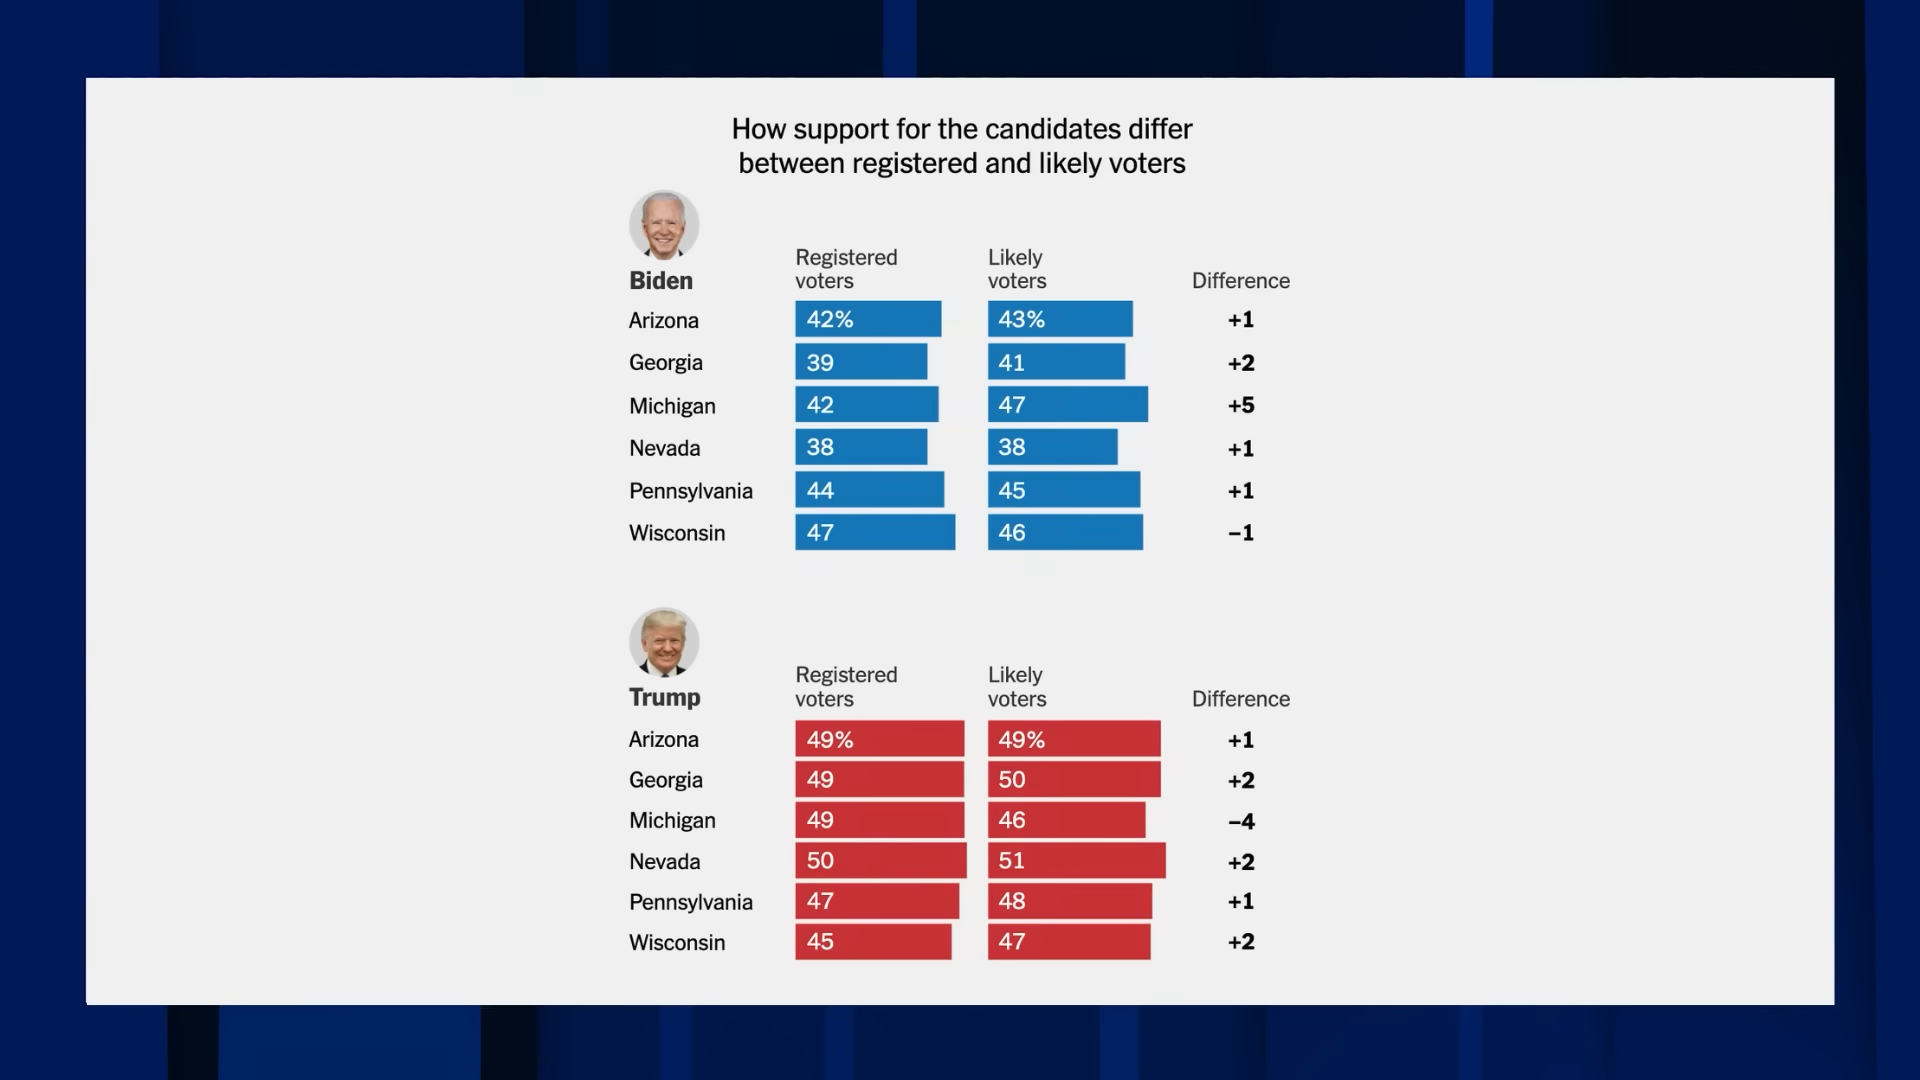 How support for the candidates differ
between registered and likely voters
Biden
Registered
voters
Likely
voters
Difference
Arizona 42% 43% +1
Georgia 39 41 +2
Michigan 42 47 +5
Nevada 38 38 +1
Pennsylvania 44 45 +1
Wisconsin 47 46 −1
Trump
Registered
voters
Likely
voters
Difference
Arizona 49% 49% +1
Georgia 49 50 +2
Michigan 49 46 −4
Nevada 50 51 +2
Pennsylvania 47 48 +1
Wisconsin 45 47 +2